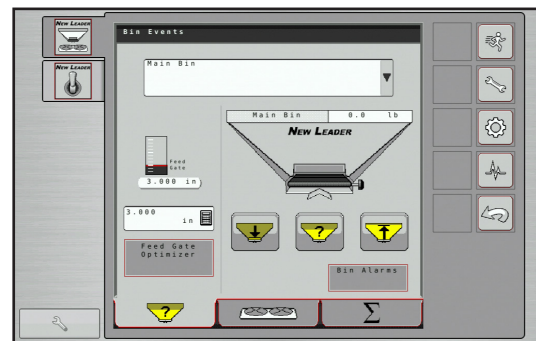 NEW LEADER
Bin Events
NEW LEADER
Main Bin
Main Bin 0.0 lb
NEW LEADER
Feed
Gate
3.000 in
3.000
in
?
Feed Gate
Optimizer
Bin Alarms
?
Σ